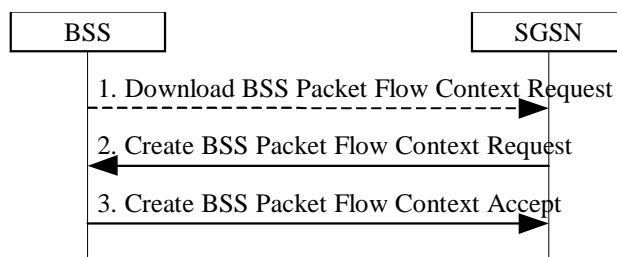 BSS
SGSN
1. Download BSS Packet Flow Context Request
2. Create BSS Packet Flow Context Request
3. Create BSS Packet Flow Context Accept